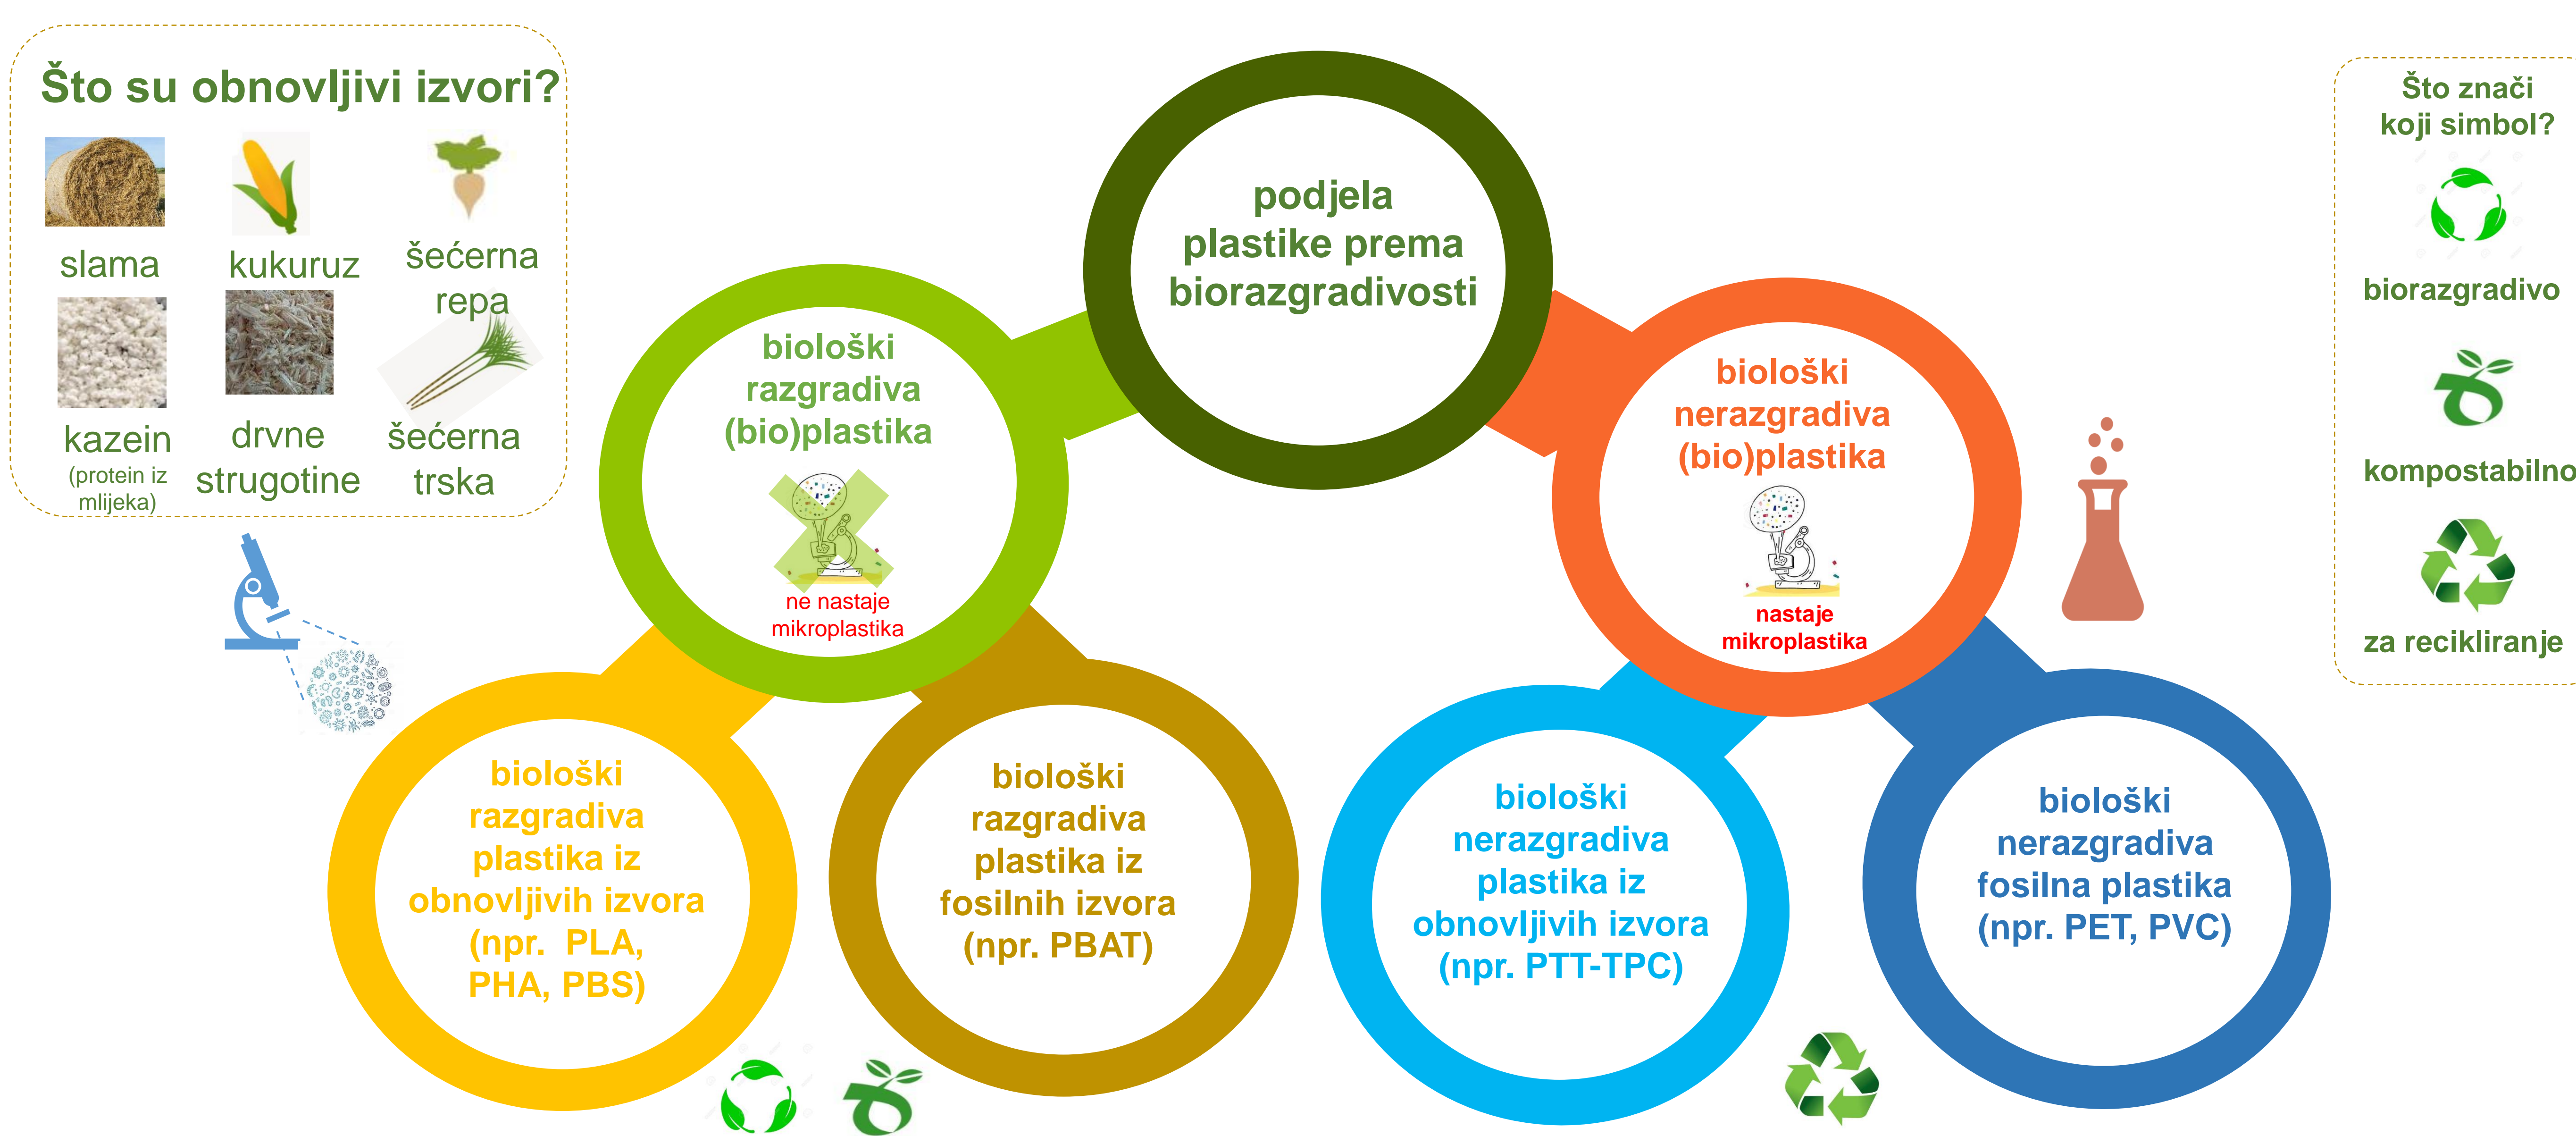 Što su obnovljivi izvori?
slama
kukuruz
šećerna
repa
kazein
(protein iz
mlijeka)
drvne
strugotine
šećerna
trska
podjela
plastike prema
biorazgradivosti
biološki
razgradiva
(bio)plastika
ne nastaje
mikroplastika
biološki
nerazgradiva
(bio)plastika
nastaje
mikroplastika
biološki
razgradiva
plastika iz
obnovljivih izvora
(npr. PLA,
PHA, PBS)
biološki
razgradiva
plastika iz
fosilnih izvora
(npr. PBAT)
biološki
nerazgradiva
plastika iz
obnovljivih izvora
(npr. PTT-TPC)
biološki
nerazgradiva
fosilna plastika
(npr. PET, PVC)
Što znači
koji simbol?
biorazgradivo
kompostabilno
za recikliranje